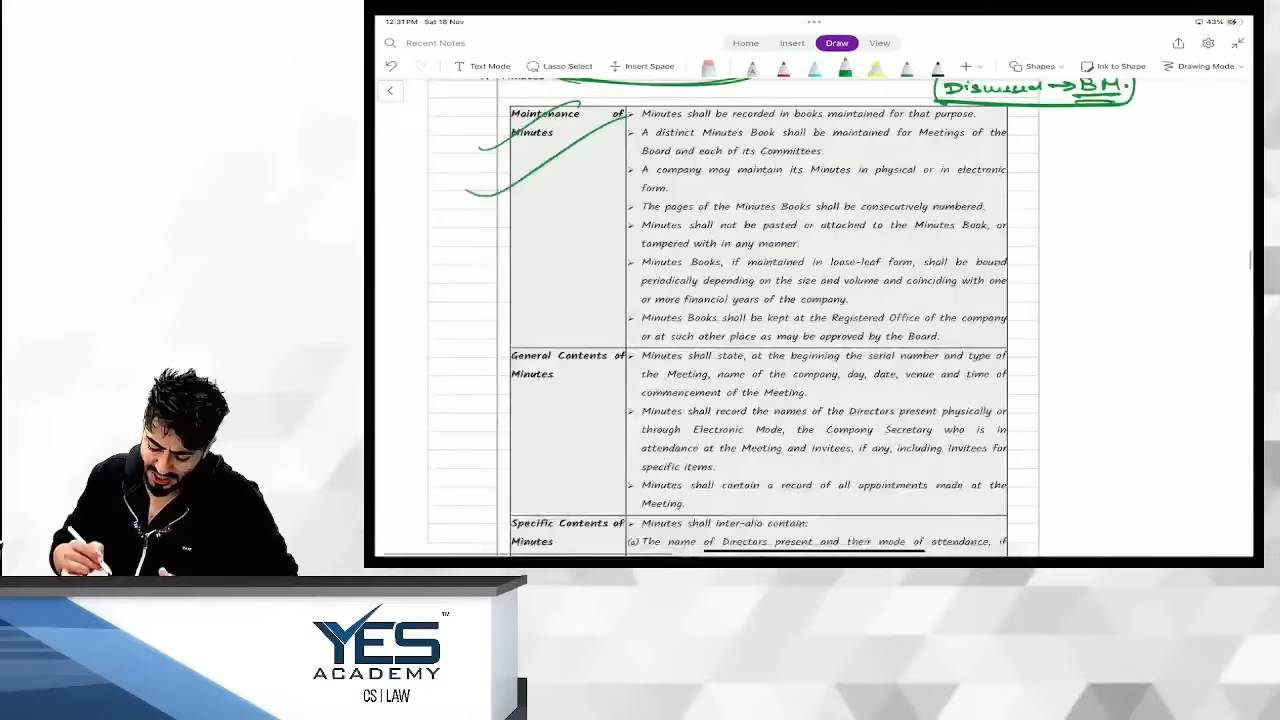 12:31 PM Sat 18 Nov
43%
Recent Notes
Home Insert Draw View
Text Mode Lasso Select Insert Space Shapes Ink to Shape Drawing Mode
→ BM.
Maintenance of
Minutes
➢ Minutes shall be recorded in books maintained for that purpose.
➢ A distinct Minutes Book shall be maintained for Meetings of the
Board and each of its Committees.
➢ A company may maintain its Minutes in physical or in electronic
form.
➢ The pages of the Minutes Books shall be consecutively numbered.
➢ Minutes shall not be pasted or attached to the Minutes Book, or
tampered with in any manner.
➢ Minutes Books, if maintained in loose-leaf form, shall be bound
periodically depending on the size and volume and coinciding with one
or more financial years of the company.
➢ Minutes Books shall be kept at the Registered Office of the company
or at such other place as may be approved by the Board.
General Contents of
Minutes
➢ Minutes shall state, at the beginning the serial number and type of
the Meeting, name of the company, day, date, venue and time of
commencement of the Meeting.
➢ Minutes shall record the names of the Directors present physically or
through Electronic Mode, the Company Secretary who is in
attendance at the Meeting and Invitees, if any, including Invitees for
specific items.
➢ Minutes shall contain a record of all appointments made at the
Meeting.
Specific Contents of
Minutes
➢ Minutes shall inter-alia contain:
(a) The name of Directors present and their mode of attendance, if
YES™
ACADEMY
CS | LAW